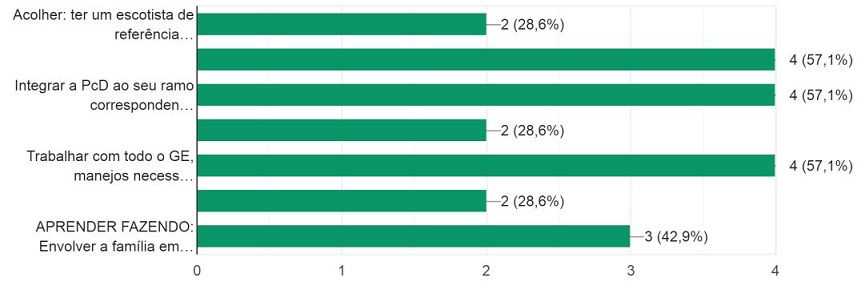 Acolher: ter um escotista de
referência…
2 (28,6%)
4 (57,1%)
Integrar a PcD ao seu ramo
corresponden…
4 (57,1%)
2 (28,6%)
Trabalhar com todo o GE,
manejos necess…
4 (57,1%)
2 (28,6%)
APRENDER FAZENDO:
Envolver a família em…
3 (42,9%)
0 1 2 3 4